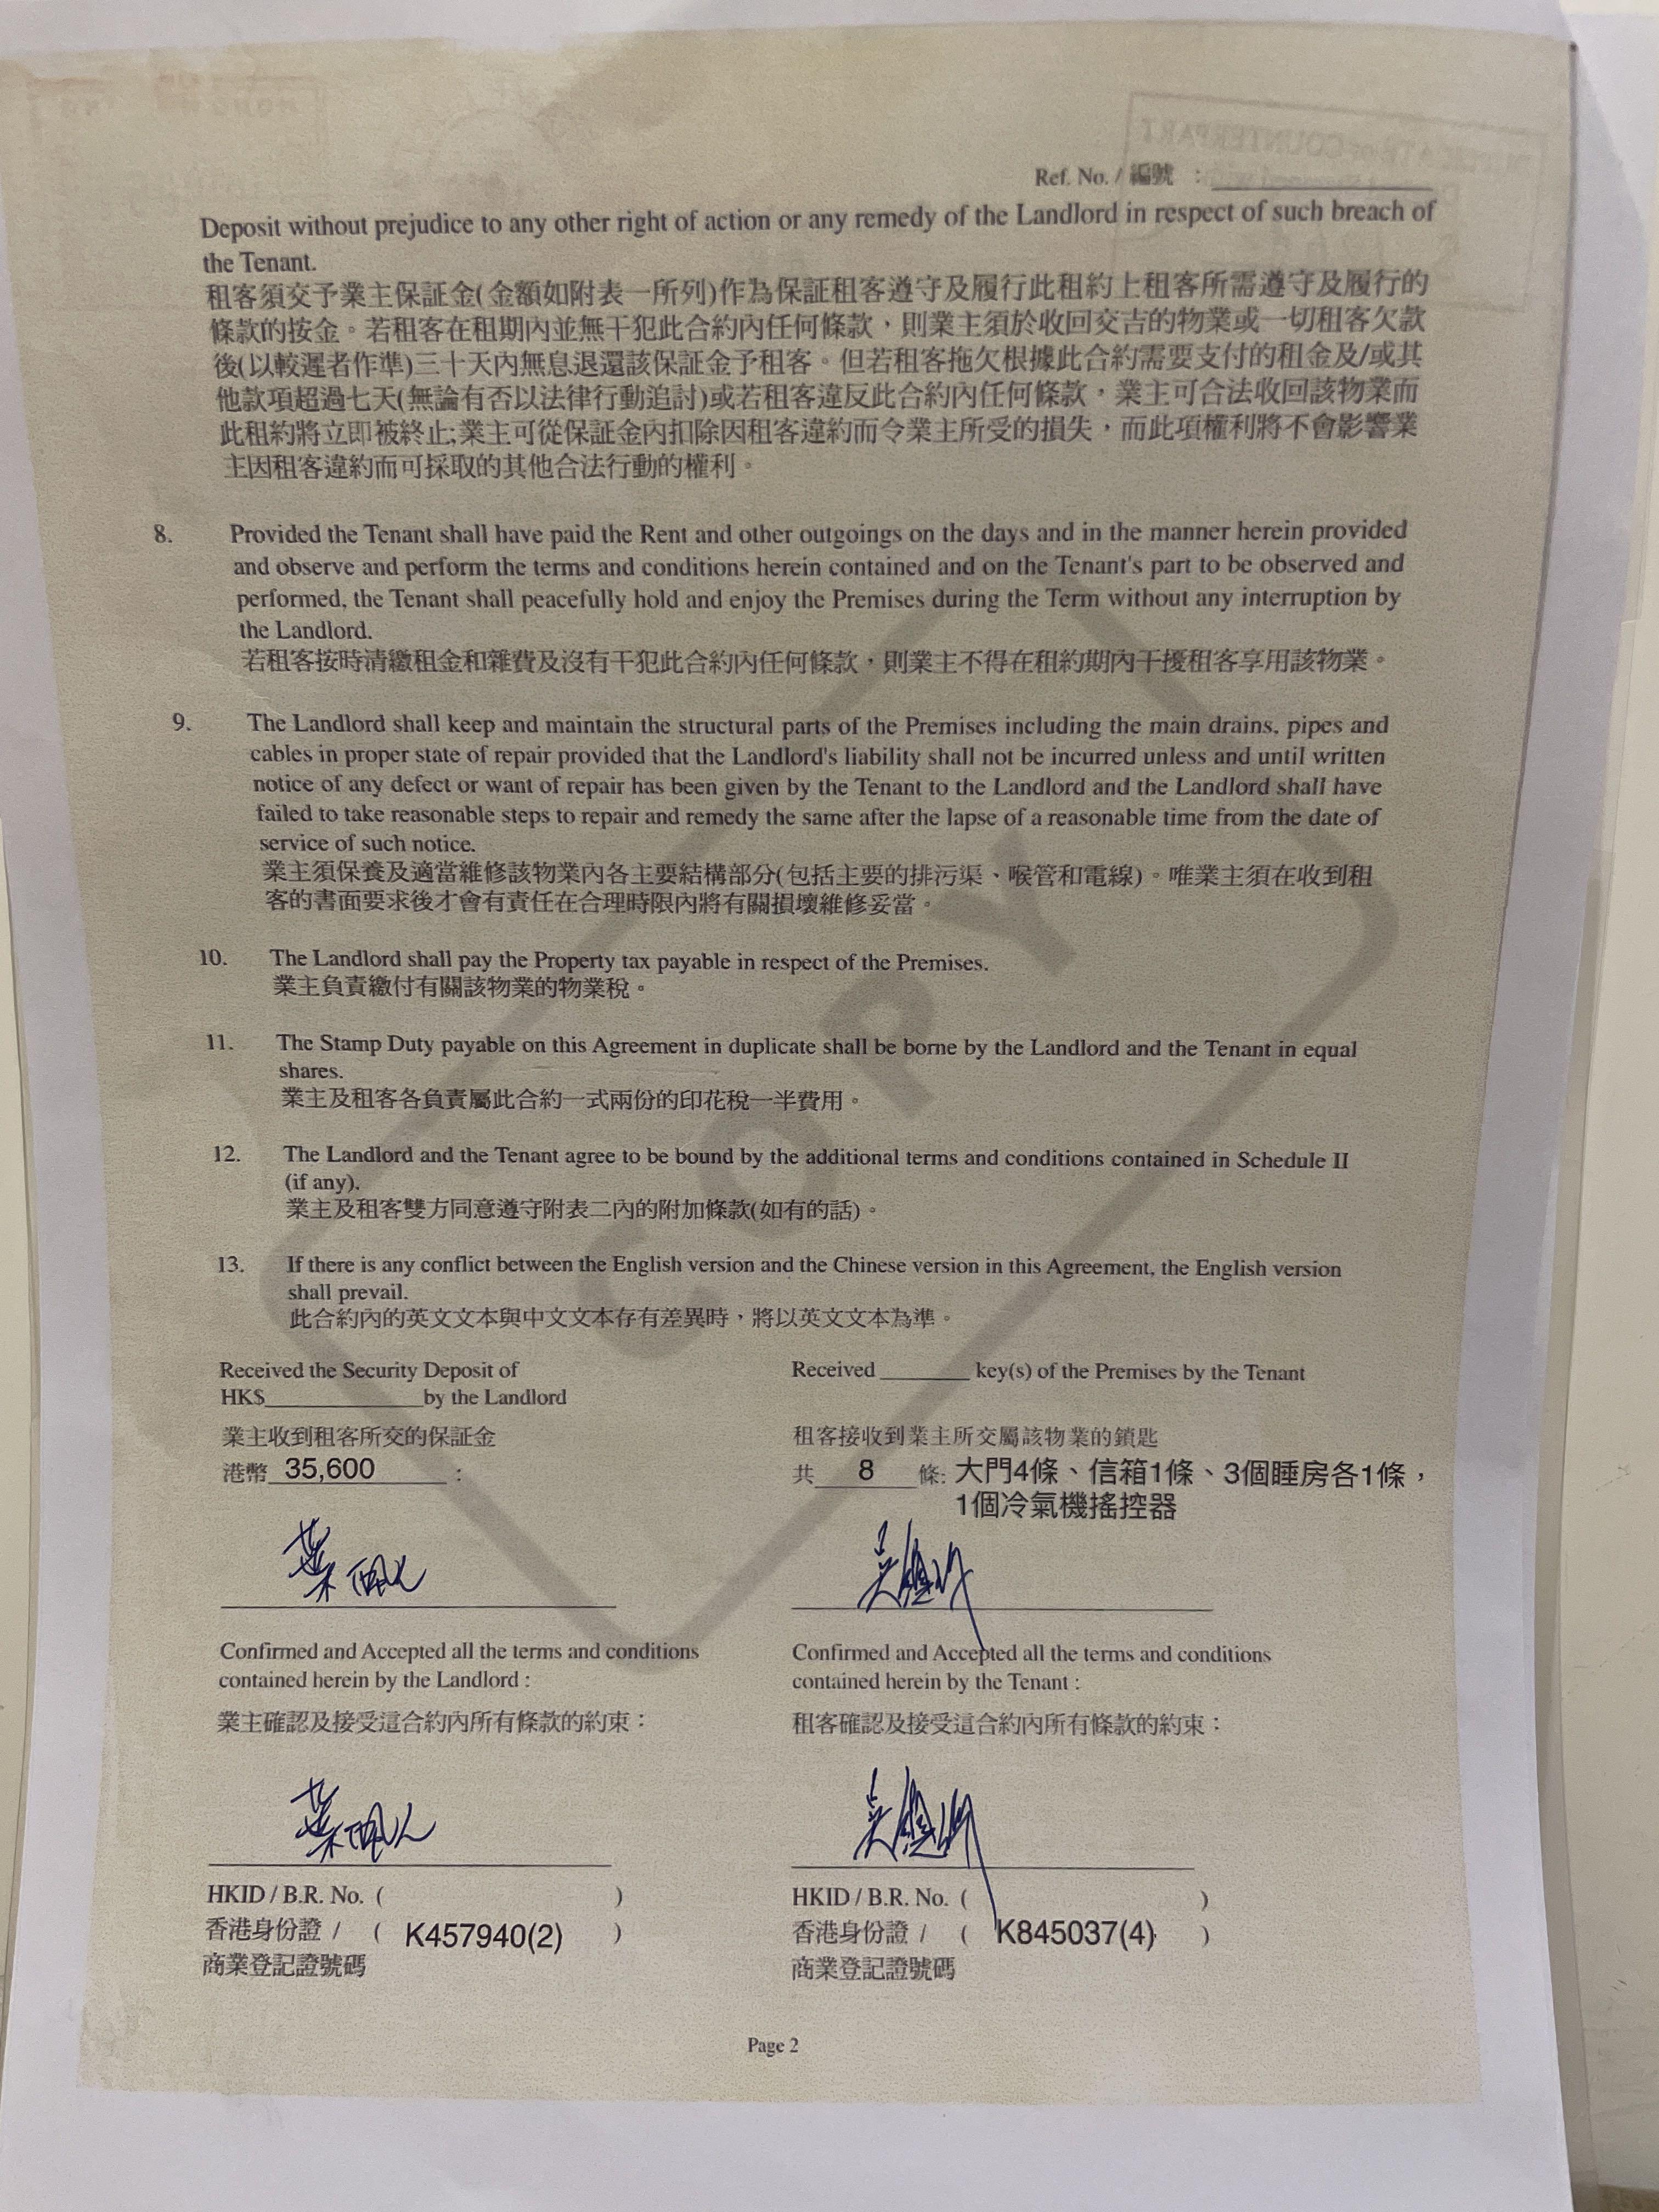 Ref. No. / 編號 :
Deposit without prejudice to any other right of action or any remedy of the Landlord in respect of such breach of
the Tenant.
租客須交予業主保証金(金額如附表一所列)作為保証租客遵守及履行此租約上租客所需遵守及履行的
條款的按金。若租客在租期內並無干犯此合約內任何條款，則業主須於收回交吉的物業或一切租客欠款
後(以較遲者作準)三十天內無息退還該保証金予租客。但若租客拖欠根據此合約需要支付的租金及/或其
他款項超過七天(無論有否以法律行動追討)或若租客違反此合約內任何條款，業主可合法收回該物業而
此租約將立即被終止;業主可從保証金內扣除因租客違約而令業主所受的損失，而此項權利將不會影響業
主因租客違約而可採取的其他合法行動的權利。
8. Provided the Tenant shall have paid the Rent and other outgoings on the days and in the manner herein provided
and observe and perform the terms and conditions herein contained and on the Tenant's part to be observed and
performed, the Tenant shall peacefully hold and enjoy the Premises during the Term without any interruption by
the Landlord.
若租客按時清繳租金和雜費及沒有干犯此合約內任何條款，則業主不得在租約期內干擾租客享用該物業。
9. The Landlord shall keep and maintain the structural parts of the Premises including the main drains, pipes and
cables in proper state of repair provided that the Landlord's liability shall not be incurred unless and until written
notice of any defect or want of repair has been given by the Tenant to the Landlord and the Landlord shall have
failed to take reasonable steps to repair and remedy the same after the lapse of a reasonable time from the date of
service of such notice.
業主須保養及適當維修該物業內各主要結構部分(包括主要的排污渠、喉管和電線)。唯業主須在收到租
客的書面要求後才會有責任在合理時限內將有關損壞維修妥當。
10. The Landlord shall pay the Property tax payable in respect of the Premises.
業主負責繳付有關該物業的物業稅。
11. The Stamp Duty payable on this Agreement in duplicate shall be borne by the Landlord and the Tenant in equal
shares.
業主及租客各負責屬此合約一式兩份的印花稅一半費用。
12. The Landlord and the Tenant agree to be bound by the additional terms and conditions contained in Schedule II
(if any).
業主及租客雙方同意遵守附表二內的附加條款(如有的話)。
13. If there is any conflict between the English version and the Chinese version in this Agreement, the English version
shall prevail.
此合約內的英文文本與中文文本存有差異時，將以英文文本為準。
COPY
Received the Security Deposit of
HK$ by the Landlord
業主收到租客所交的保証金
港幣 35,600 :
Received key(s) of the Premises by the Tenant
租客接收到業主所交屬該物業的鎖匙
共 8 條: 大門4條、信箱1條、3個睡房各1條，
1個冷氣機搖控器
Confirmed and Accepted all the terms and conditions
contained herein by the Landlord :
業主確認及接受這合約內所有條款的約束：
Confirmed and Accepted all the terms and conditions
contained herein by the Tenant :
租客確認及接受這合約內所有條款的約束：
HKID / B.R. No. ( )
香港身份證 / ( K457940(2) )
商業登記證號碼
HKID / B.R. No. ( )
香港身份證 / ( K845037(4) )
商業登記證號碼
Page 2